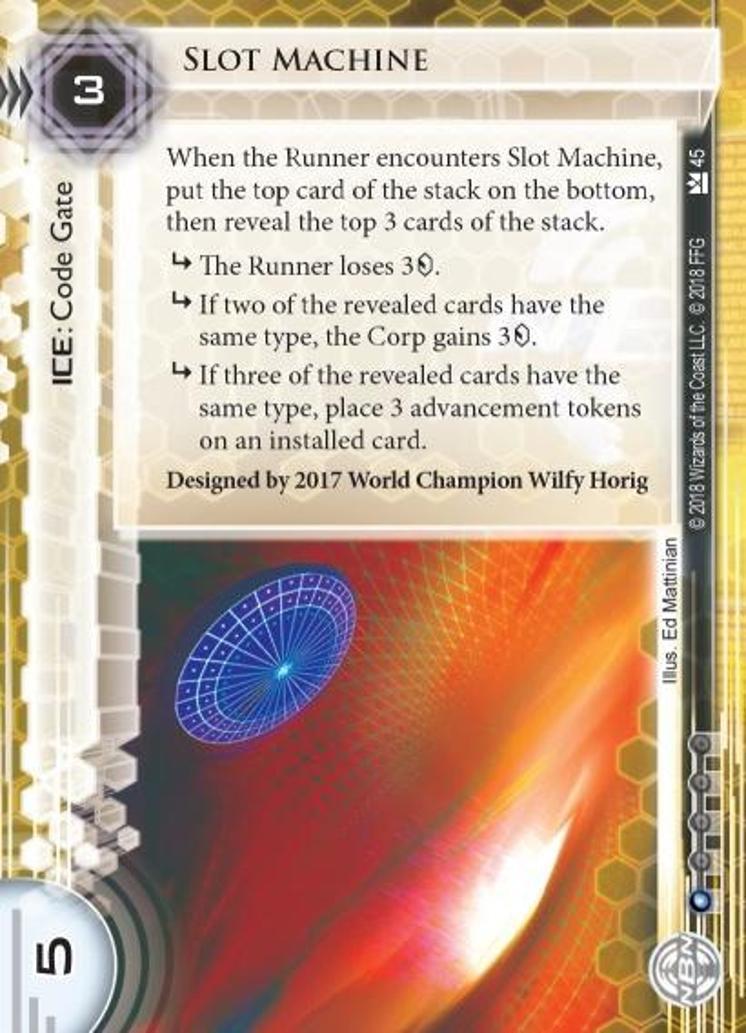 3
SLOT MACHINE
When the Runner encounters Slot Machine,
put the top card of the stack on the bottom,
then reveal the top 3 cards of the stack.
↳ The Runner loses 3.
↳ If two of the revealed cards have the
same type, the Corp gains 3.
↳ If three of the revealed cards have the
same type, place 3 advancement tokens
on an installed card.
Designed by 2017 World Champion Wilfy Horig
ICE: Code Gate
45
© 2018 Wizards of the Coast LLC. © 2018 FFG
Illus. Ed Mattinian
5
NBN